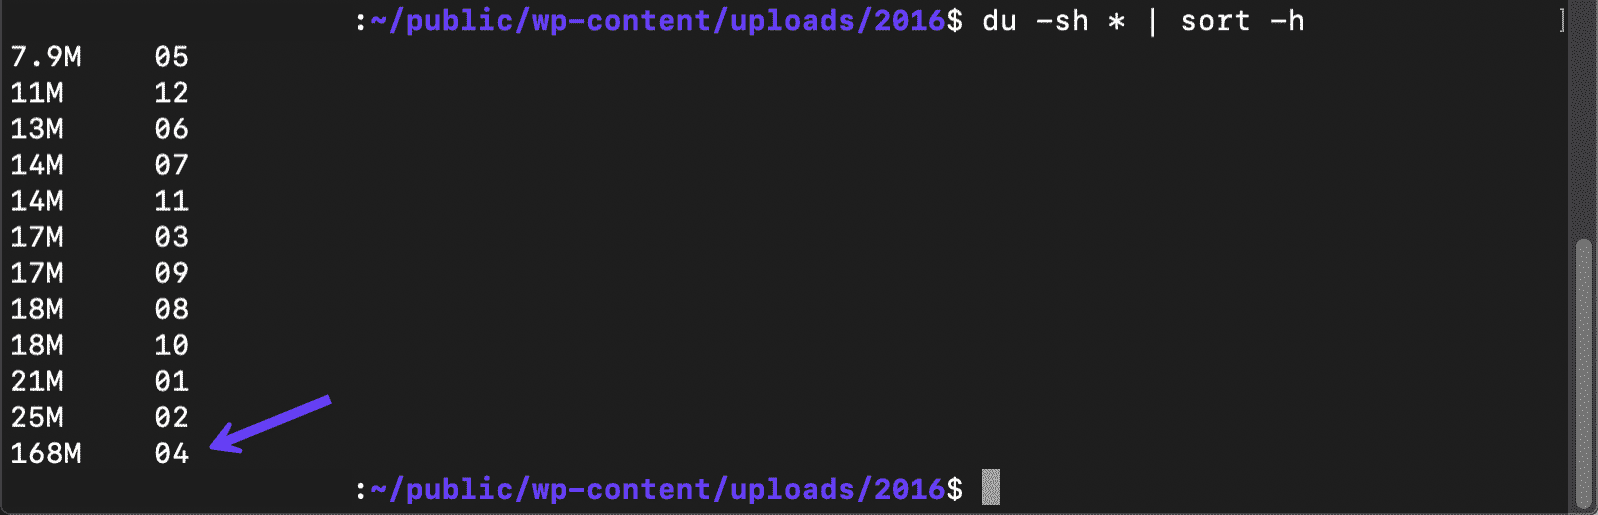 :~/public/wp-content/uploads/2016$ du -sh * | sort -h ]
7.9M 05
11M 12
13M 06
14M 07
14M 11
17M 03
17M 09
18M 08
18M 10
21M 01
25M 02
168M 04
:~/public/wp-content/uploads/2016$